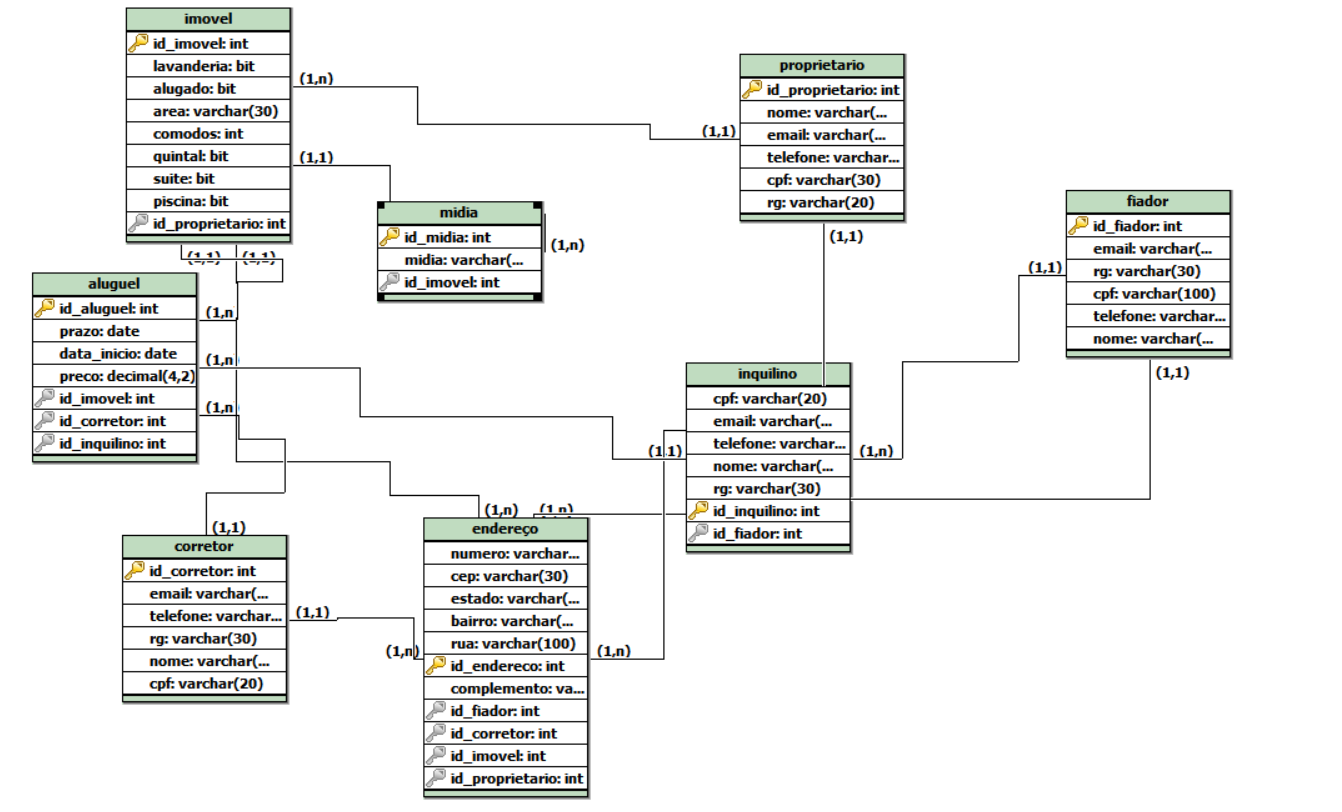 imovel
id_imovel: int
lavanderia: bit
alugado: bit
area: varchar(30)
comodos: int
quintal: bit
suite: bit
piscina: bit
id_proprietario: int
(1,n)
(1,1)
(1,1)
(1,1)
(1,1)
proprietario
id_proprietario: int
nome: varchar(...
email: varchar(...
telefone: varchar...
cpf: varchar(30)
rg: varchar(20)
(1,1)
midia
id_midia: int
midia: varchar(...
id_imovel: int
(1,n)
fiador
id_fiador: int
email: varchar(...
rg: varchar(30)
cpf: varchar(100)
telefone: varchar...
nome: varchar(...
(1,1)
(1,1)
aluguel
id_aluguel: int
prazo: date
data_inicio: date
preco: decimal(4,2)
id_imovel: int
id_corretor: int
id_inquilino: int
(1,n)
(1,n)
(1,n)
inquilino
cpf: varchar(20)
email: varchar(...
telefone: varchar...
nome: varchar(...
rg: varchar(30)
id_inquilino: int
id_fiador: int
(1,1)
(1,n)
corretor
id_corretor: int
email: varchar(...
telefone: varchar...
rg: varchar(30)
nome: varchar(...
cpf: varchar(20)
(1,1)
(1,1)
(1,n)
(1,n)
endereço
numero: varchar...
cep: varchar(30)
estado: varchar(...
bairro: varchar(...
rua: varchar(100)
id_endereco: int
complemento: va...
id_fiador: int
id_corretor: int
id_imovel: int
id_proprietario: int
(1,n)
(1,n)